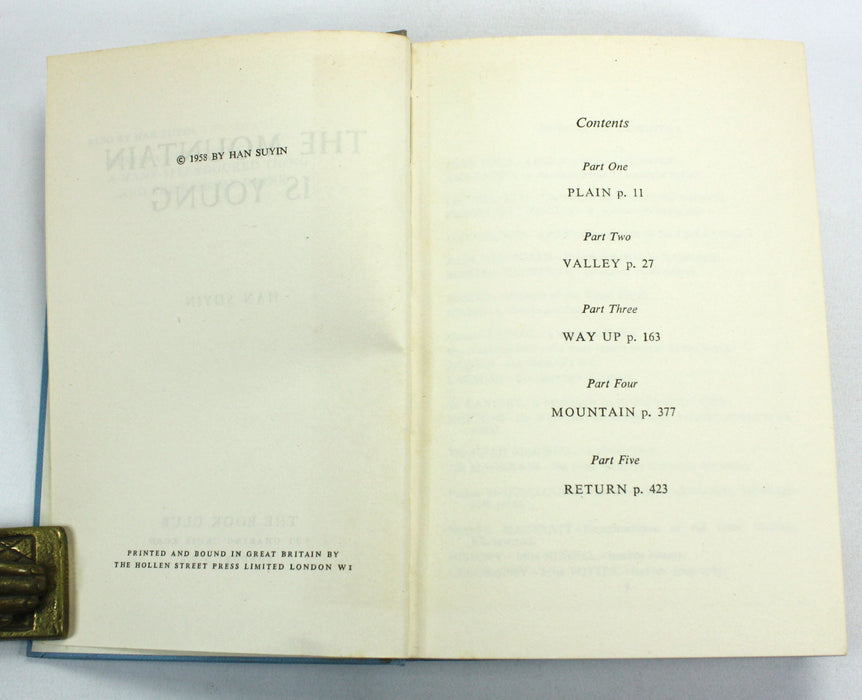 © 1958 BY HAN SUYIN
PRINTED AND BOUND IN GREAT BRITAIN BY
THE HOLLEN STREET PRESS LIMITED LONDON W1
Contents
Part One
PLAIN p. 11
Part Two
VALLEY p. 27
Part Three
WAY UP p. 163
Part Four
MOUNTAIN p. 377
Part Five
RETURN p. 423